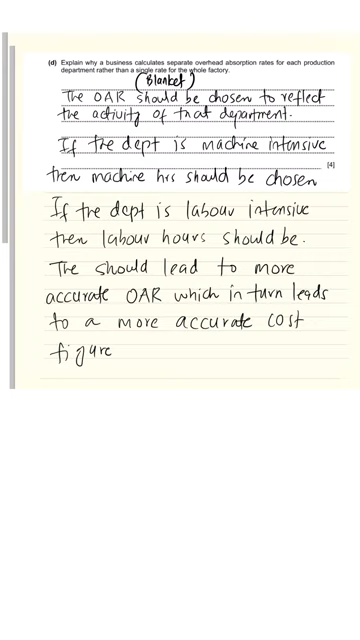 (d) Explain why a business calculates separate overhead absorption rates for each production
department rather than a single rate for the whole factory.
(Blanket)
The OAR should be chosen to reflect
the activity of that department.
If the dept is machine intensive
[4]
then machine hrs should be chosen
If the dept is labour intensive
then labour hours should be.
The should lead to more
accurate OAR which in turn leads
to a more accurate cost
figure